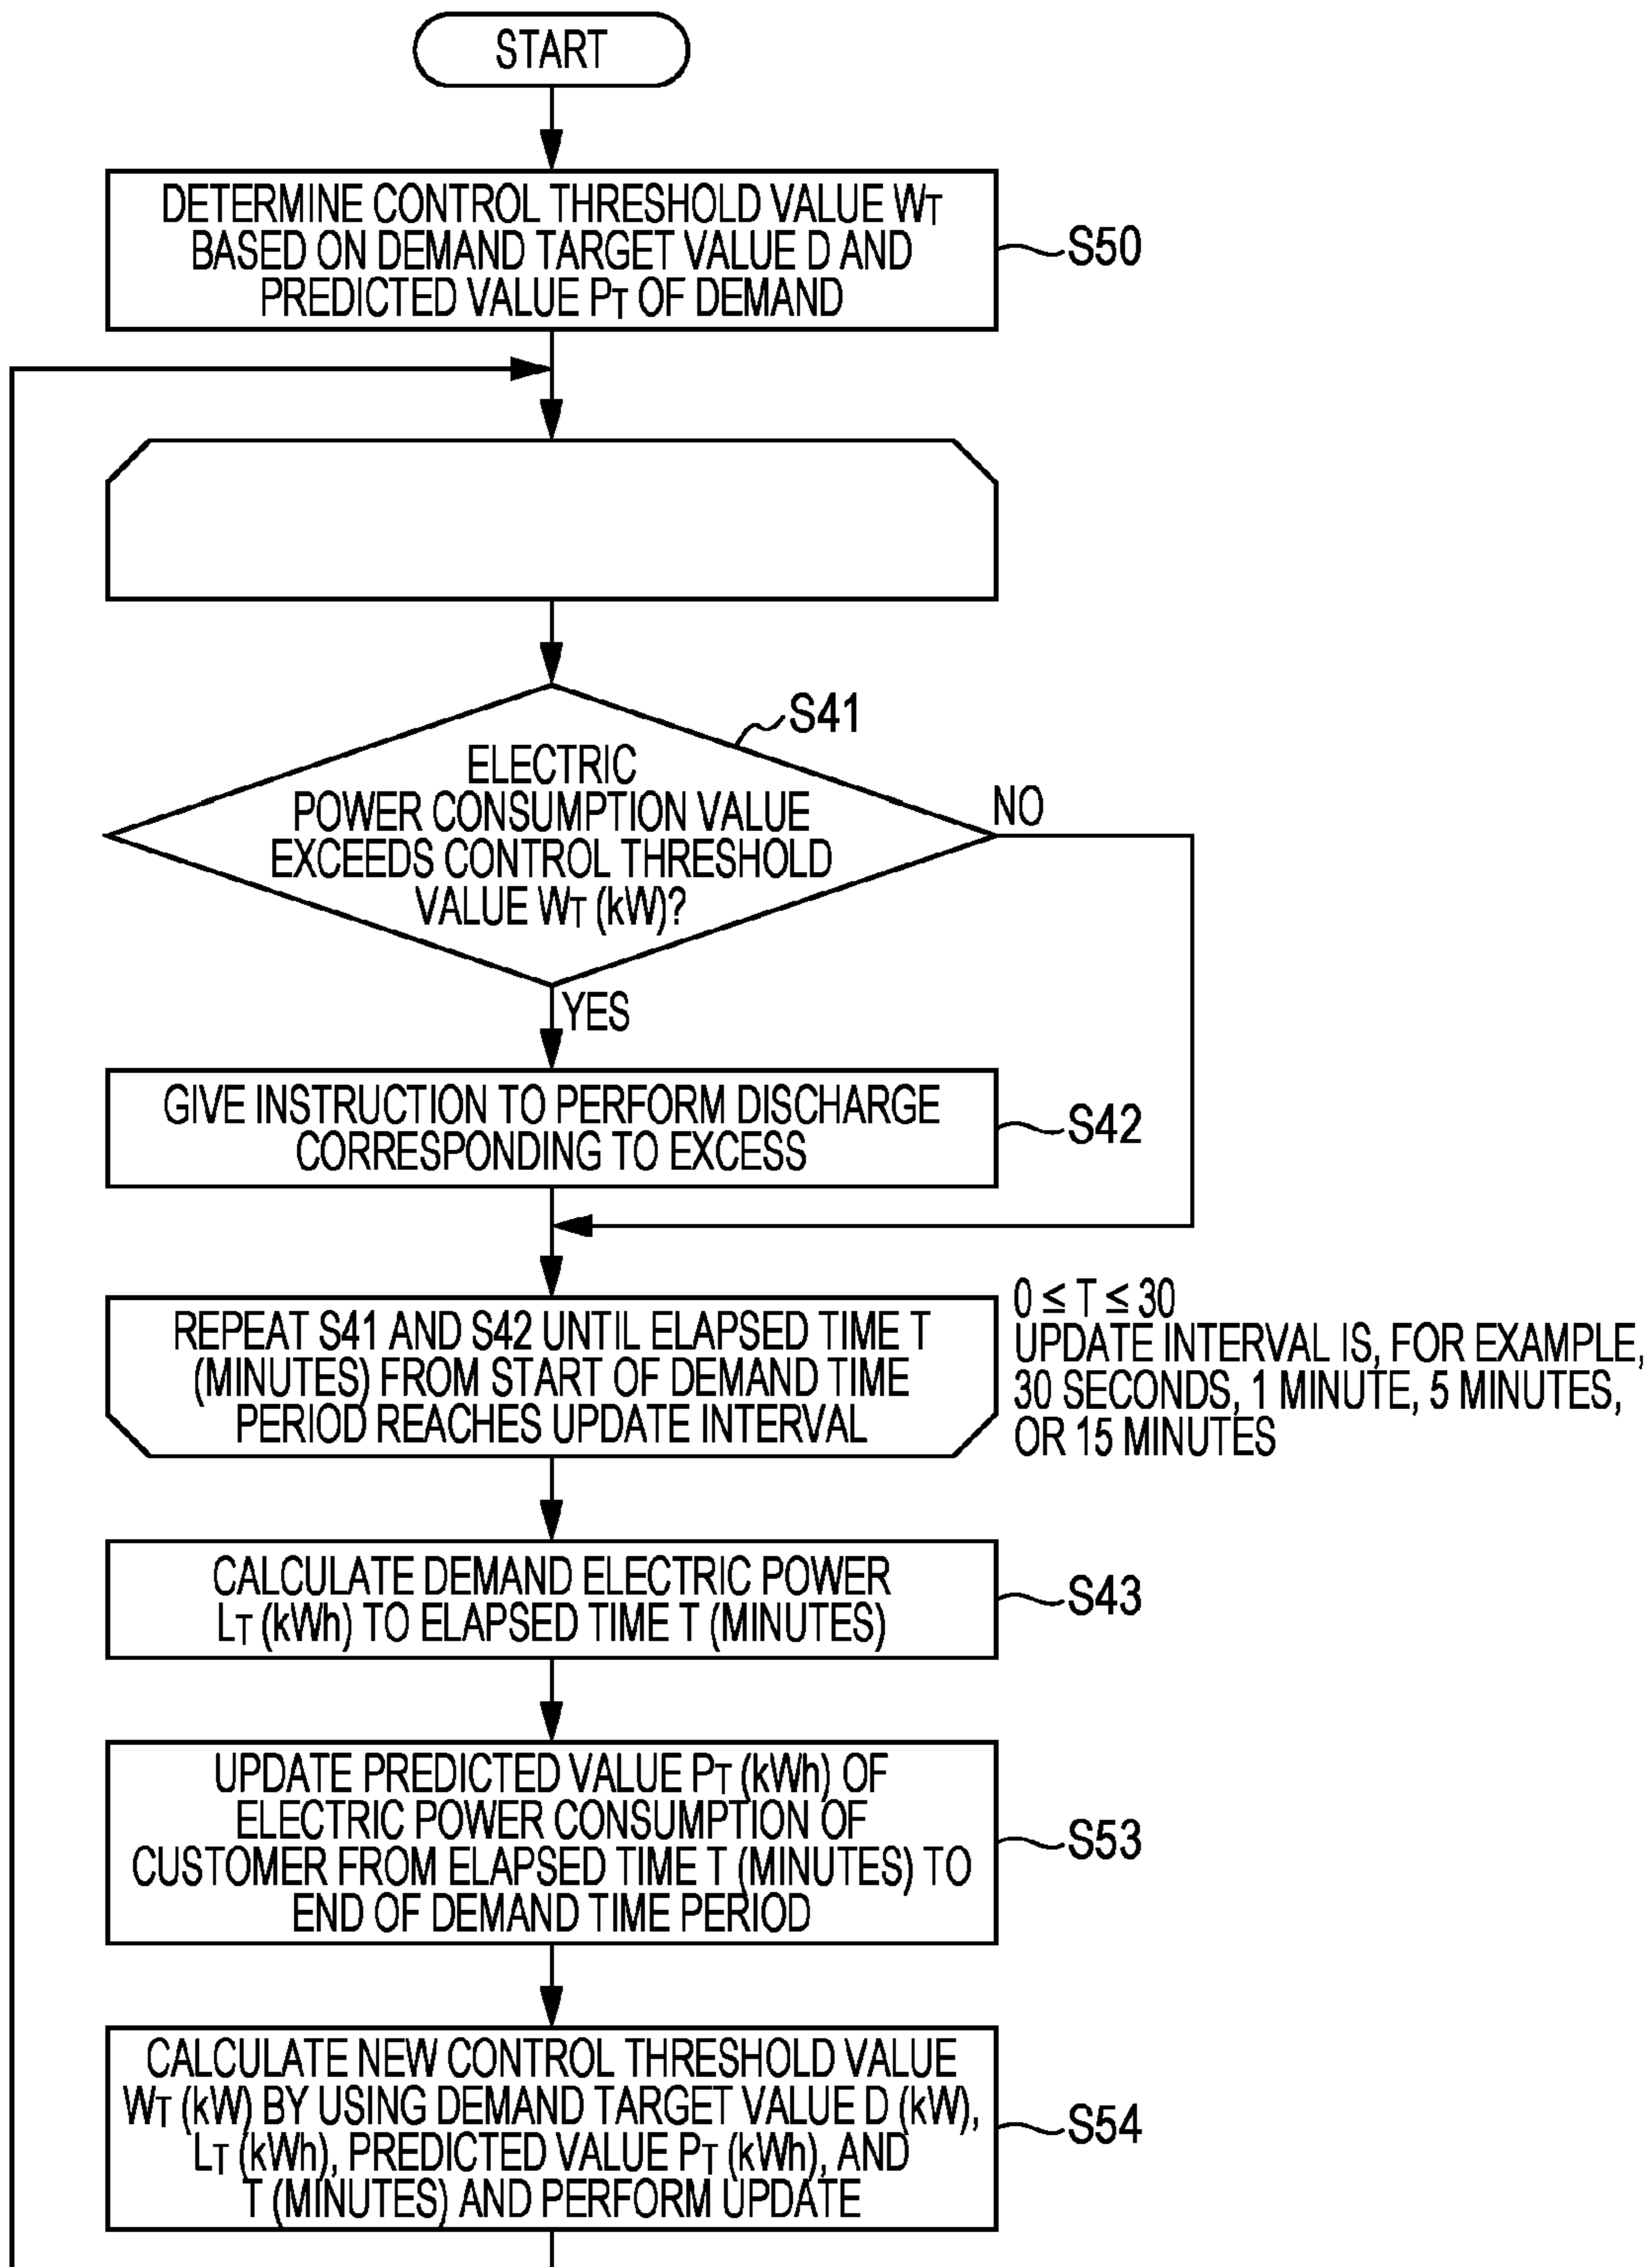 START
DETERMINE CONTROL THRESHOLD VALUE WT
BASED ON DEMAND TARGET VALUE D AND
PREDICTED VALUE PT OF DEMAND
S50
S41
ELECTRIC
POWER CONSUMPTION VALUE
EXCEEDS CONTROL THRESHOLD
VALUE WT (kW)?
NO
YES
GIVE INSTRUCTION TO PERFORM DISCHARGE
CORRESPONDING TO EXCESS
S42
REPEAT S41 AND S42 UNTIL ELAPSED TIME T
(MINUTES) FROM START OF DEMAND TIME
PERIOD REACHES UPDATE INTERVAL
0 ≤ T ≤ 30
UPDATE INTERVAL IS, FOR EXAMPLE,
30 SECONDS, 1 MINUTE, 5 MINUTES,
OR 15 MINUTES
CALCULATE DEMAND ELECTRIC POWER
LT (kWh) TO ELAPSED TIME T (MINUTES)
S43
UPDATE PREDICTED VALUE PT (kWh) OF
ELECTRIC POWER CONSUMPTION OF
CUSTOMER FROM ELAPSED TIME T (MINUTES) TO
END OF DEMAND TIME PERIOD
S53
CALCULATE NEW CONTROL THRESHOLD VALUE
WT (kW) BY USING DEMAND TARGET VALUE D (kW),
LT (kWh), PREDICTED VALUE PT (kWh), AND
T (MINUTES) AND PERFORM UPDATE
S54